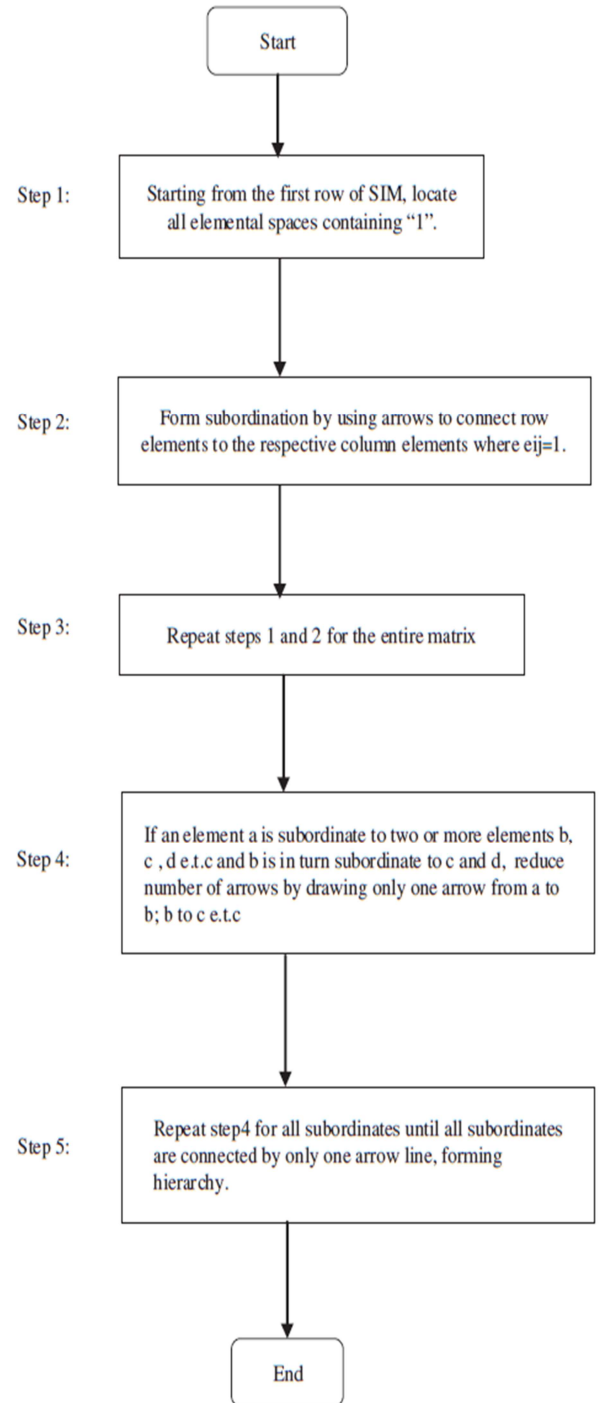 Start
Step 1:
Starting from the first row of SIM, locate
all elemental spaces containing “1”.
Step 2:
Form subordination by using arrows to connect row
elements to the respective column elements where eij=1.
Step 3:
Repeat steps 1 and 2 for the entire matrix
Step 4:
If an element a is subordinate to two or more elements b,
c , d e.t.c and b is in turn subordinate to c and d, reduce
number of arrows by drawing only one arrow from a to
b; b to c e.t.c
Step 5:
Repeat step4 for all subordinates until all subordinates
are connected by only one arrow line, forming
hierarchy.
End